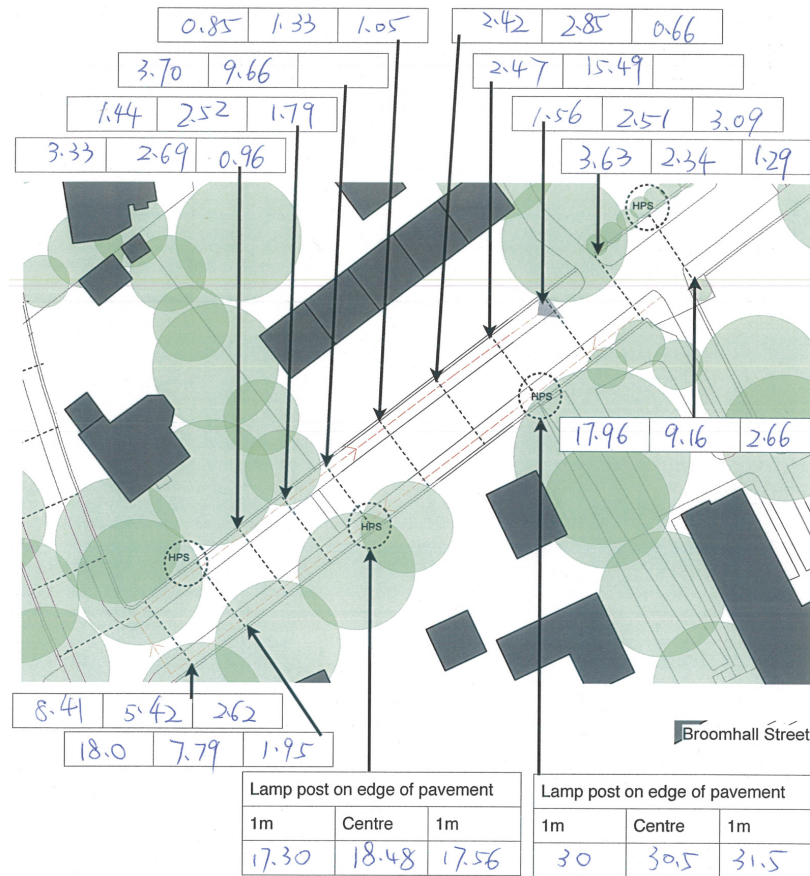 0.85 1.33 1.05
2.42 2.85 0.66
3.70 9.66
2.47 15.49
1.44 2.52 1.79
1.56 2.51 3.09
3.33 2.69 0.96
3.63 2.34 1.29
HPS
HPS
17.96 9.16 2.66
HPS
HPS
8.41 5.42 2.62
Broomhall Street
18.0 7.79 1.95
Lamp post on edge of pavement
1m Centre 1m
17.30 18.48 17.56
Lamp post on edge of pavement
1m Centre 1m
30 30.5 31.5